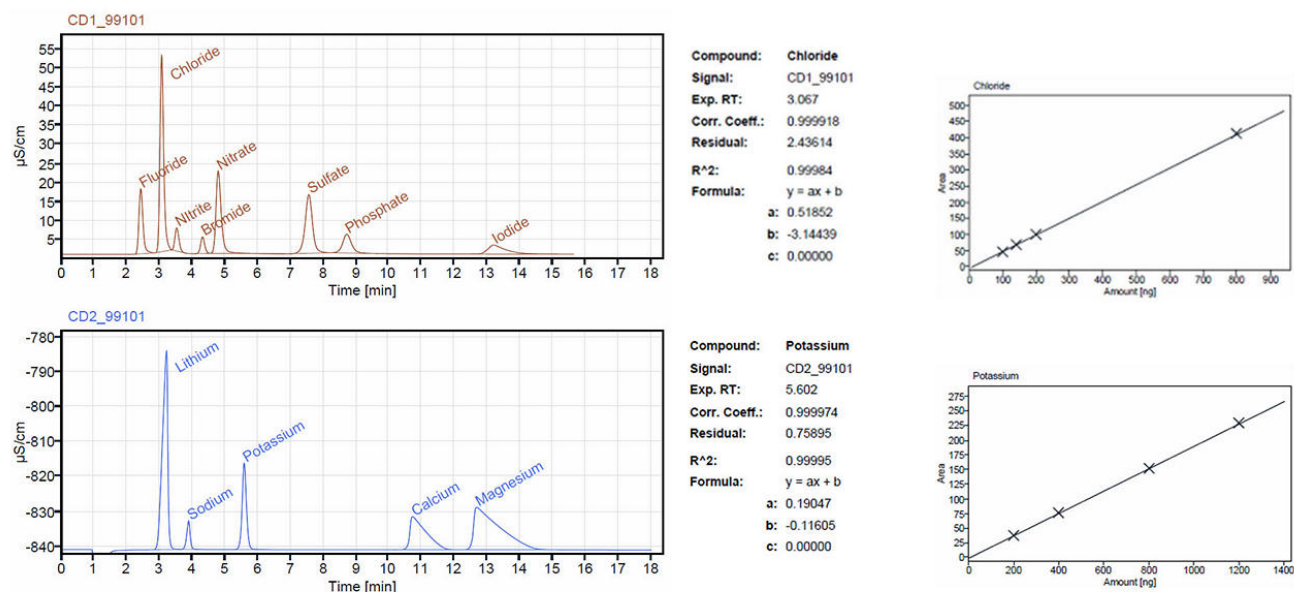 CD1_99101
55
50
45
40
35
30
25
20
15
10
5
µS/cm
Fluoride
Chloride
NItrite
Bromide
Nitrate
Sulfate
Phosphate
Iodide
0 1 2 3 4 5 6 7 8 9 10 11 12 13 14 15 16 17 18
Time [min]
Compound: Chloride
Signal: CD1_99101
Exp. RT: 3.067
Corr. Coeff.: 0.999918
Residual: 2.43614
R^2: 0.99984
Formula: y = ax + b
a: 0.51852
b: -3.14439
c: 0.00000
Chloride
500
450
400
350
300
250
200
150
100
50
0
Area
0 100 200 300 400 500 600 700 800 900
Amount [ng]
CD2_99101
-780
-790
-800
-810
-820
-830
-840
µS/cm
Lithium
Sodium
Potassium
Calcium
Magnesium
0 1 2 3 4 5 6 7 8 9 10 11 12 13 14 15 16 17 18
Time [min]
Compound: Potassium
Signal: CD2_99101
Exp. RT: 5.602
Corr. Coeff.: 0.999974
Residual: 0.75895
R^2: 0.99995
Formula: y = ax + b
a: 0.19047
b: -0.11605
c: 0.00000
Potassium
275
250
225
200
175
150
125
100
75
50
25
0
Area
0 200 400 600 800 1000 1200 1400
Amount [ng]